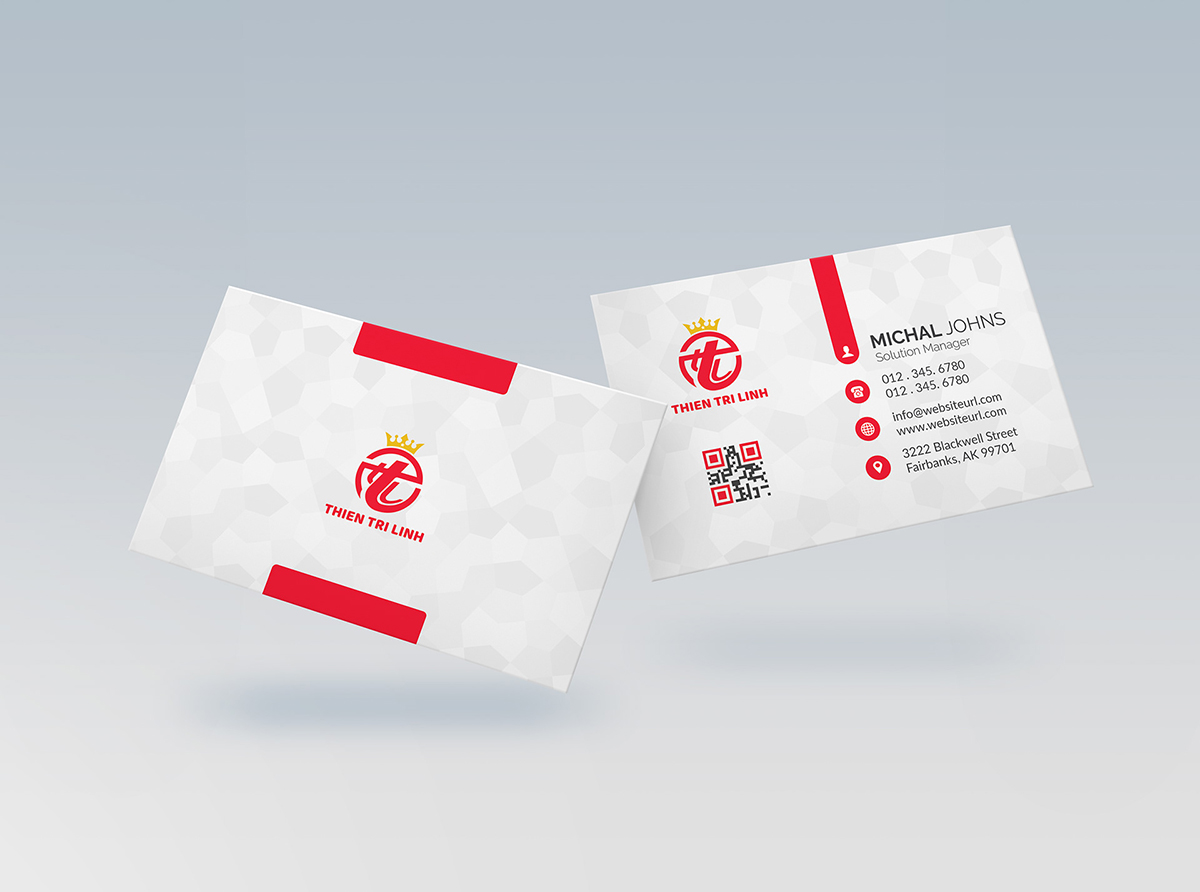 THIEN TRI LINH
THIEN TRI LINH
MICHAL JOHNS
Solution Manager
012 . 345. 6780
012 . 345. 6780
info@websiteurl.com
www.websiteurl.com
3222 Blackwell Street
Fairbanks, AK 99701